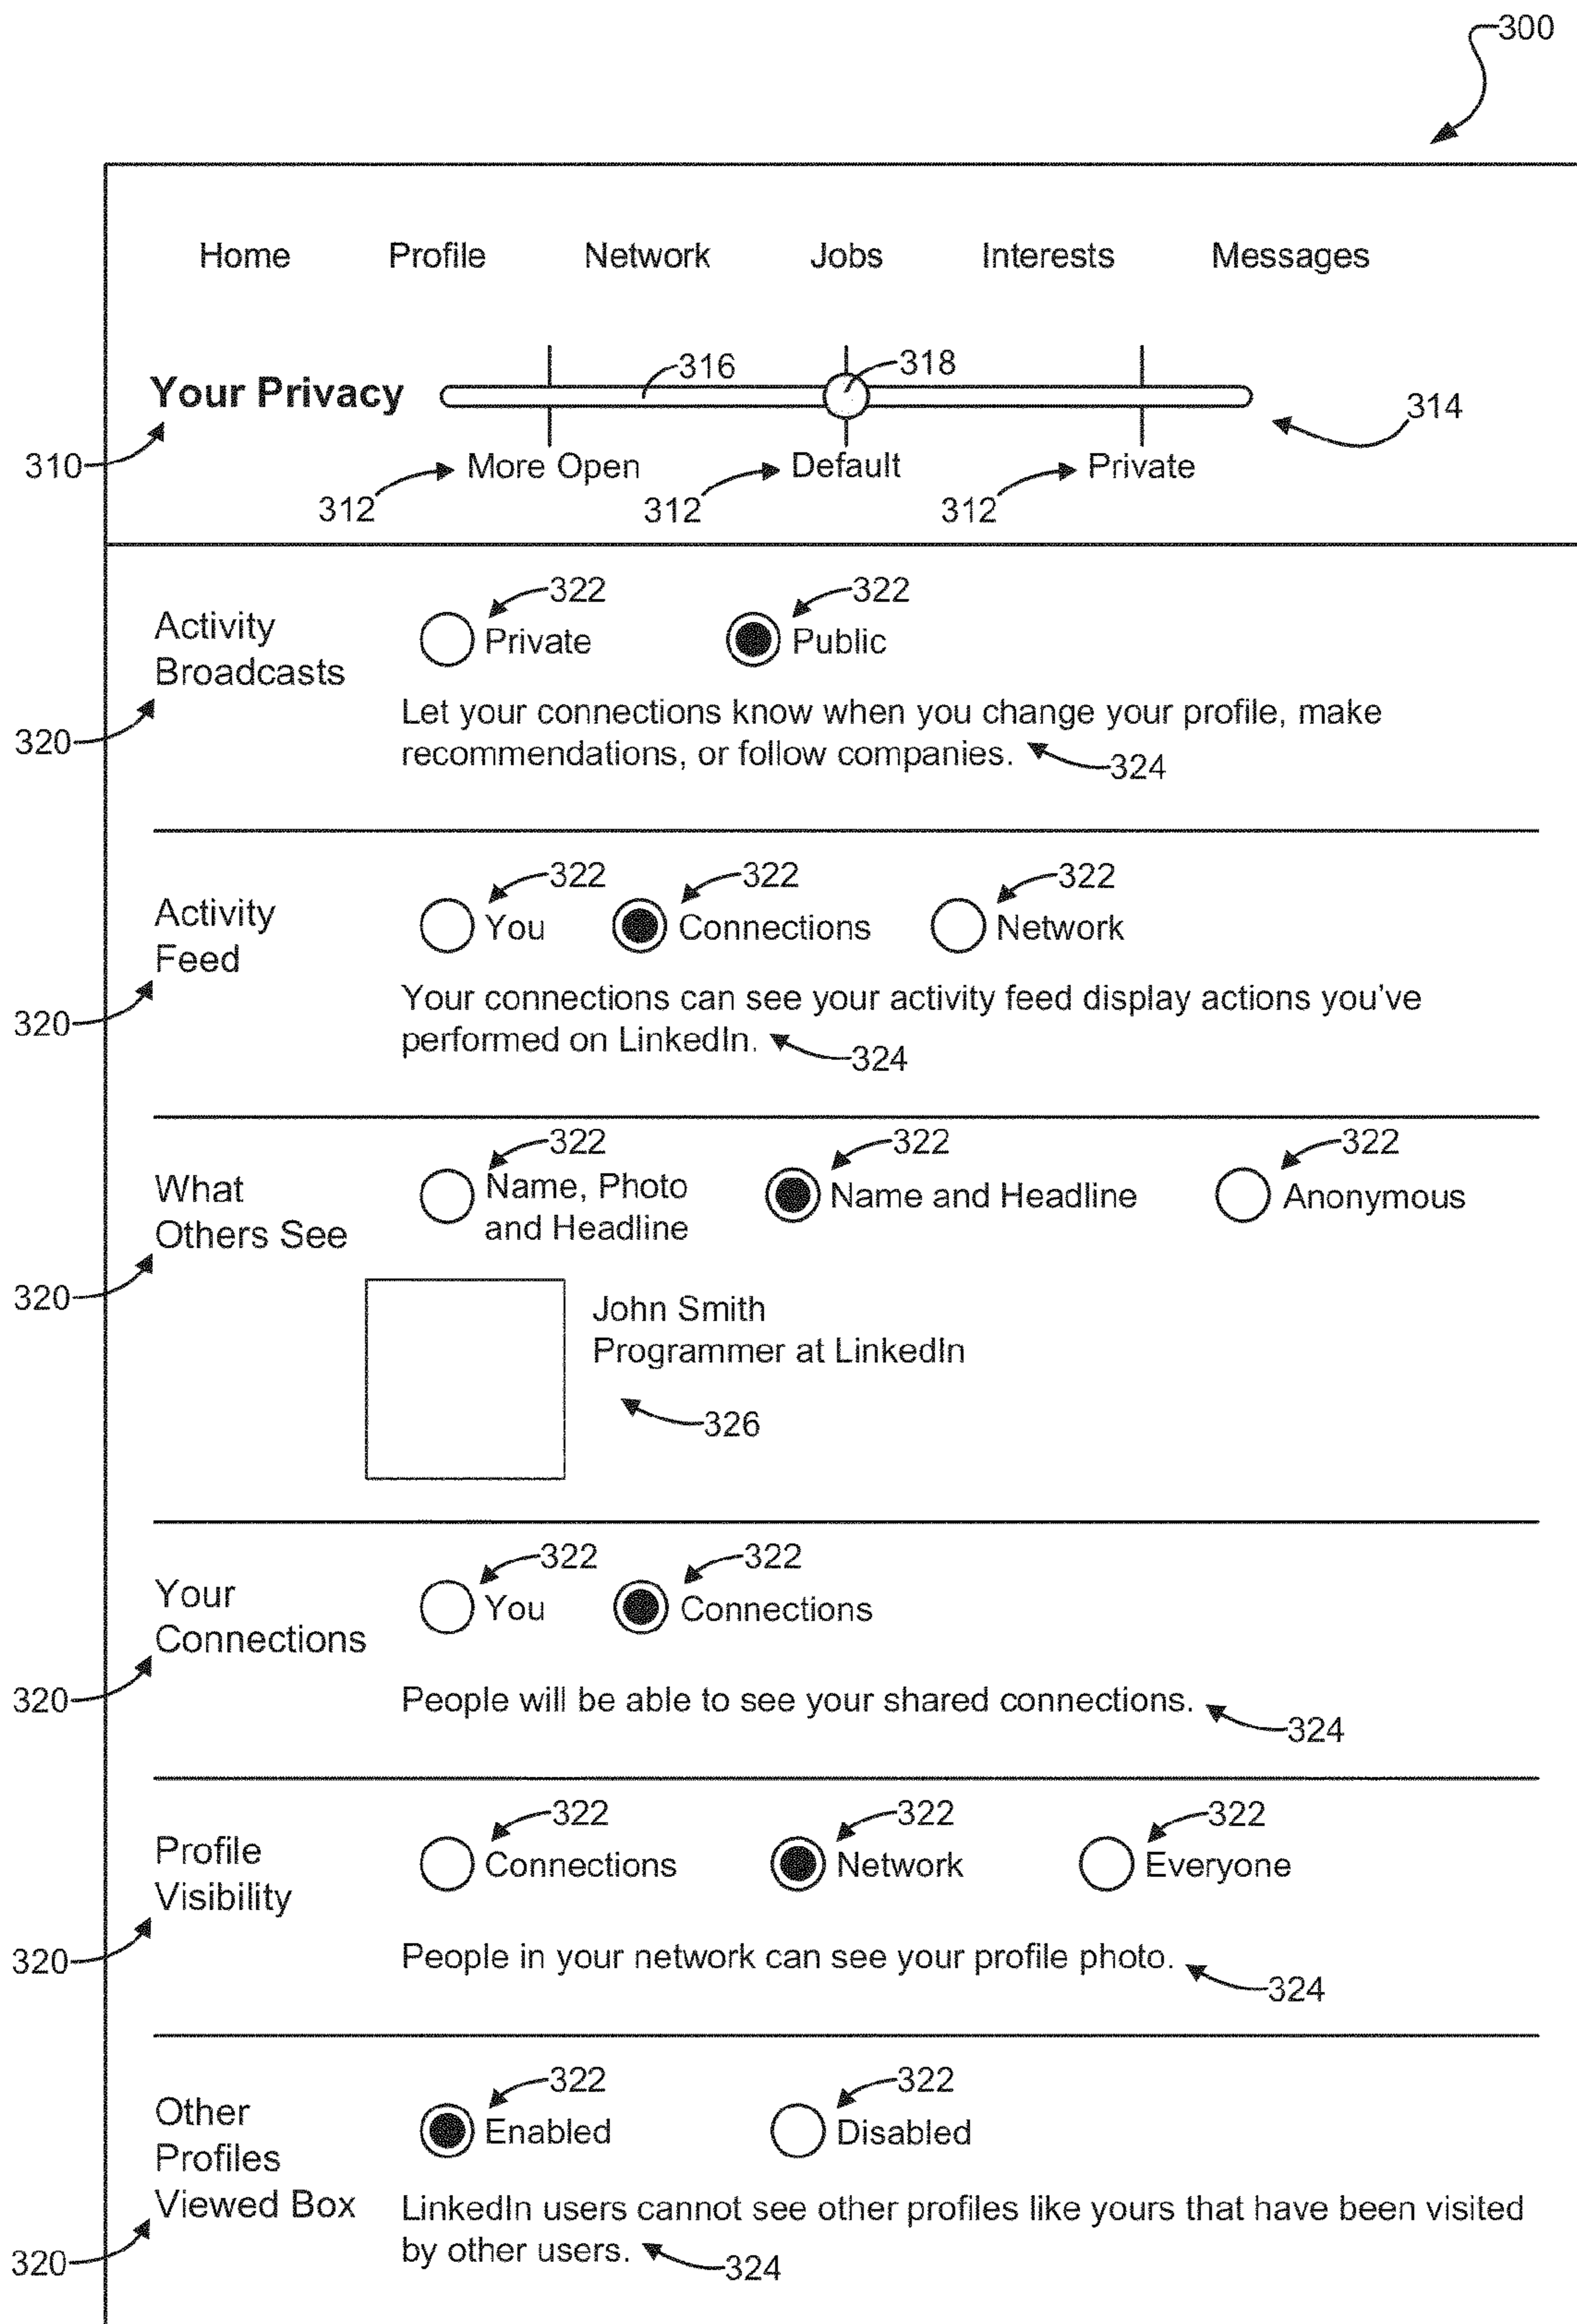 300
Home Profile Network Jobs Interests Messages
316 318
Your Privacy
314
310 More Open Default Private
312 312 312
322 322
Activity
Broadcasts
Private Public
320
Let your connections know when you change your profile, make
recommendations, or follow companies.
324
322 322 322
Activity
Feed
You Connections Network
320
Your connections can see your activity feed display actions you've
performed on LinkedIn.
324
322 322 322
What
Others See
Name, Photo
and Headline
Name and Headline Anonymous
320
John Smith
Programmer at LinkedIn
326
322 322
Your
Connections
You Connections
320
People will be able to see your shared connections.
324
322 322 322
Profile
Visibility
Connections Network Everyone
320
People in your network can see your profile photo.
324
322 322
Other
Profiles
Viewed Box
Enabled Disabled
320
LinkedIn users cannot see other profiles like yours that have been visited
by other users.
324